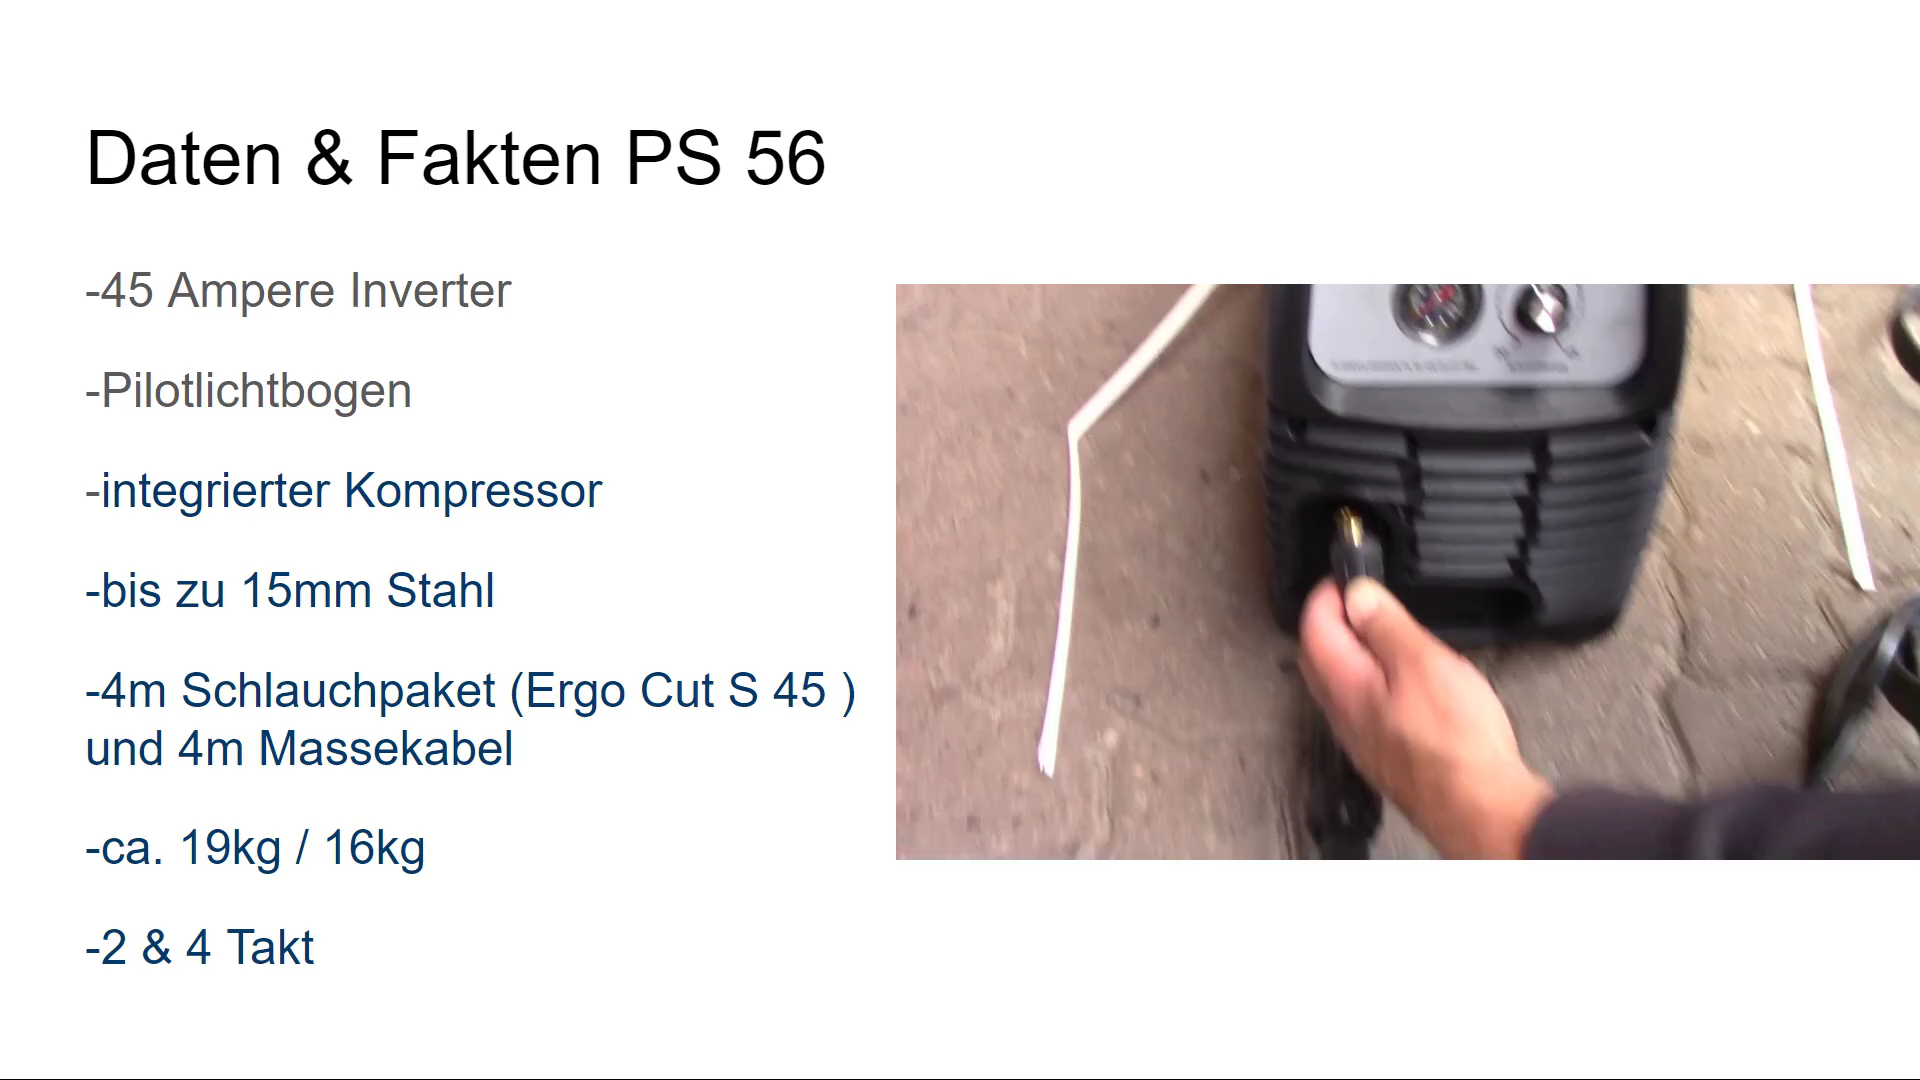 Daten & Fakten PS 56
-45 Ampere Inverter
-Pilotlichtbogen
-integrierter Kompressor
-bis zu 15mm Stahl
-4m Schlauchpaket (Ergo Cut S 45 )
und 4m Massekabel
-ca. 19kg / 16kg
-2 & 4 Takt